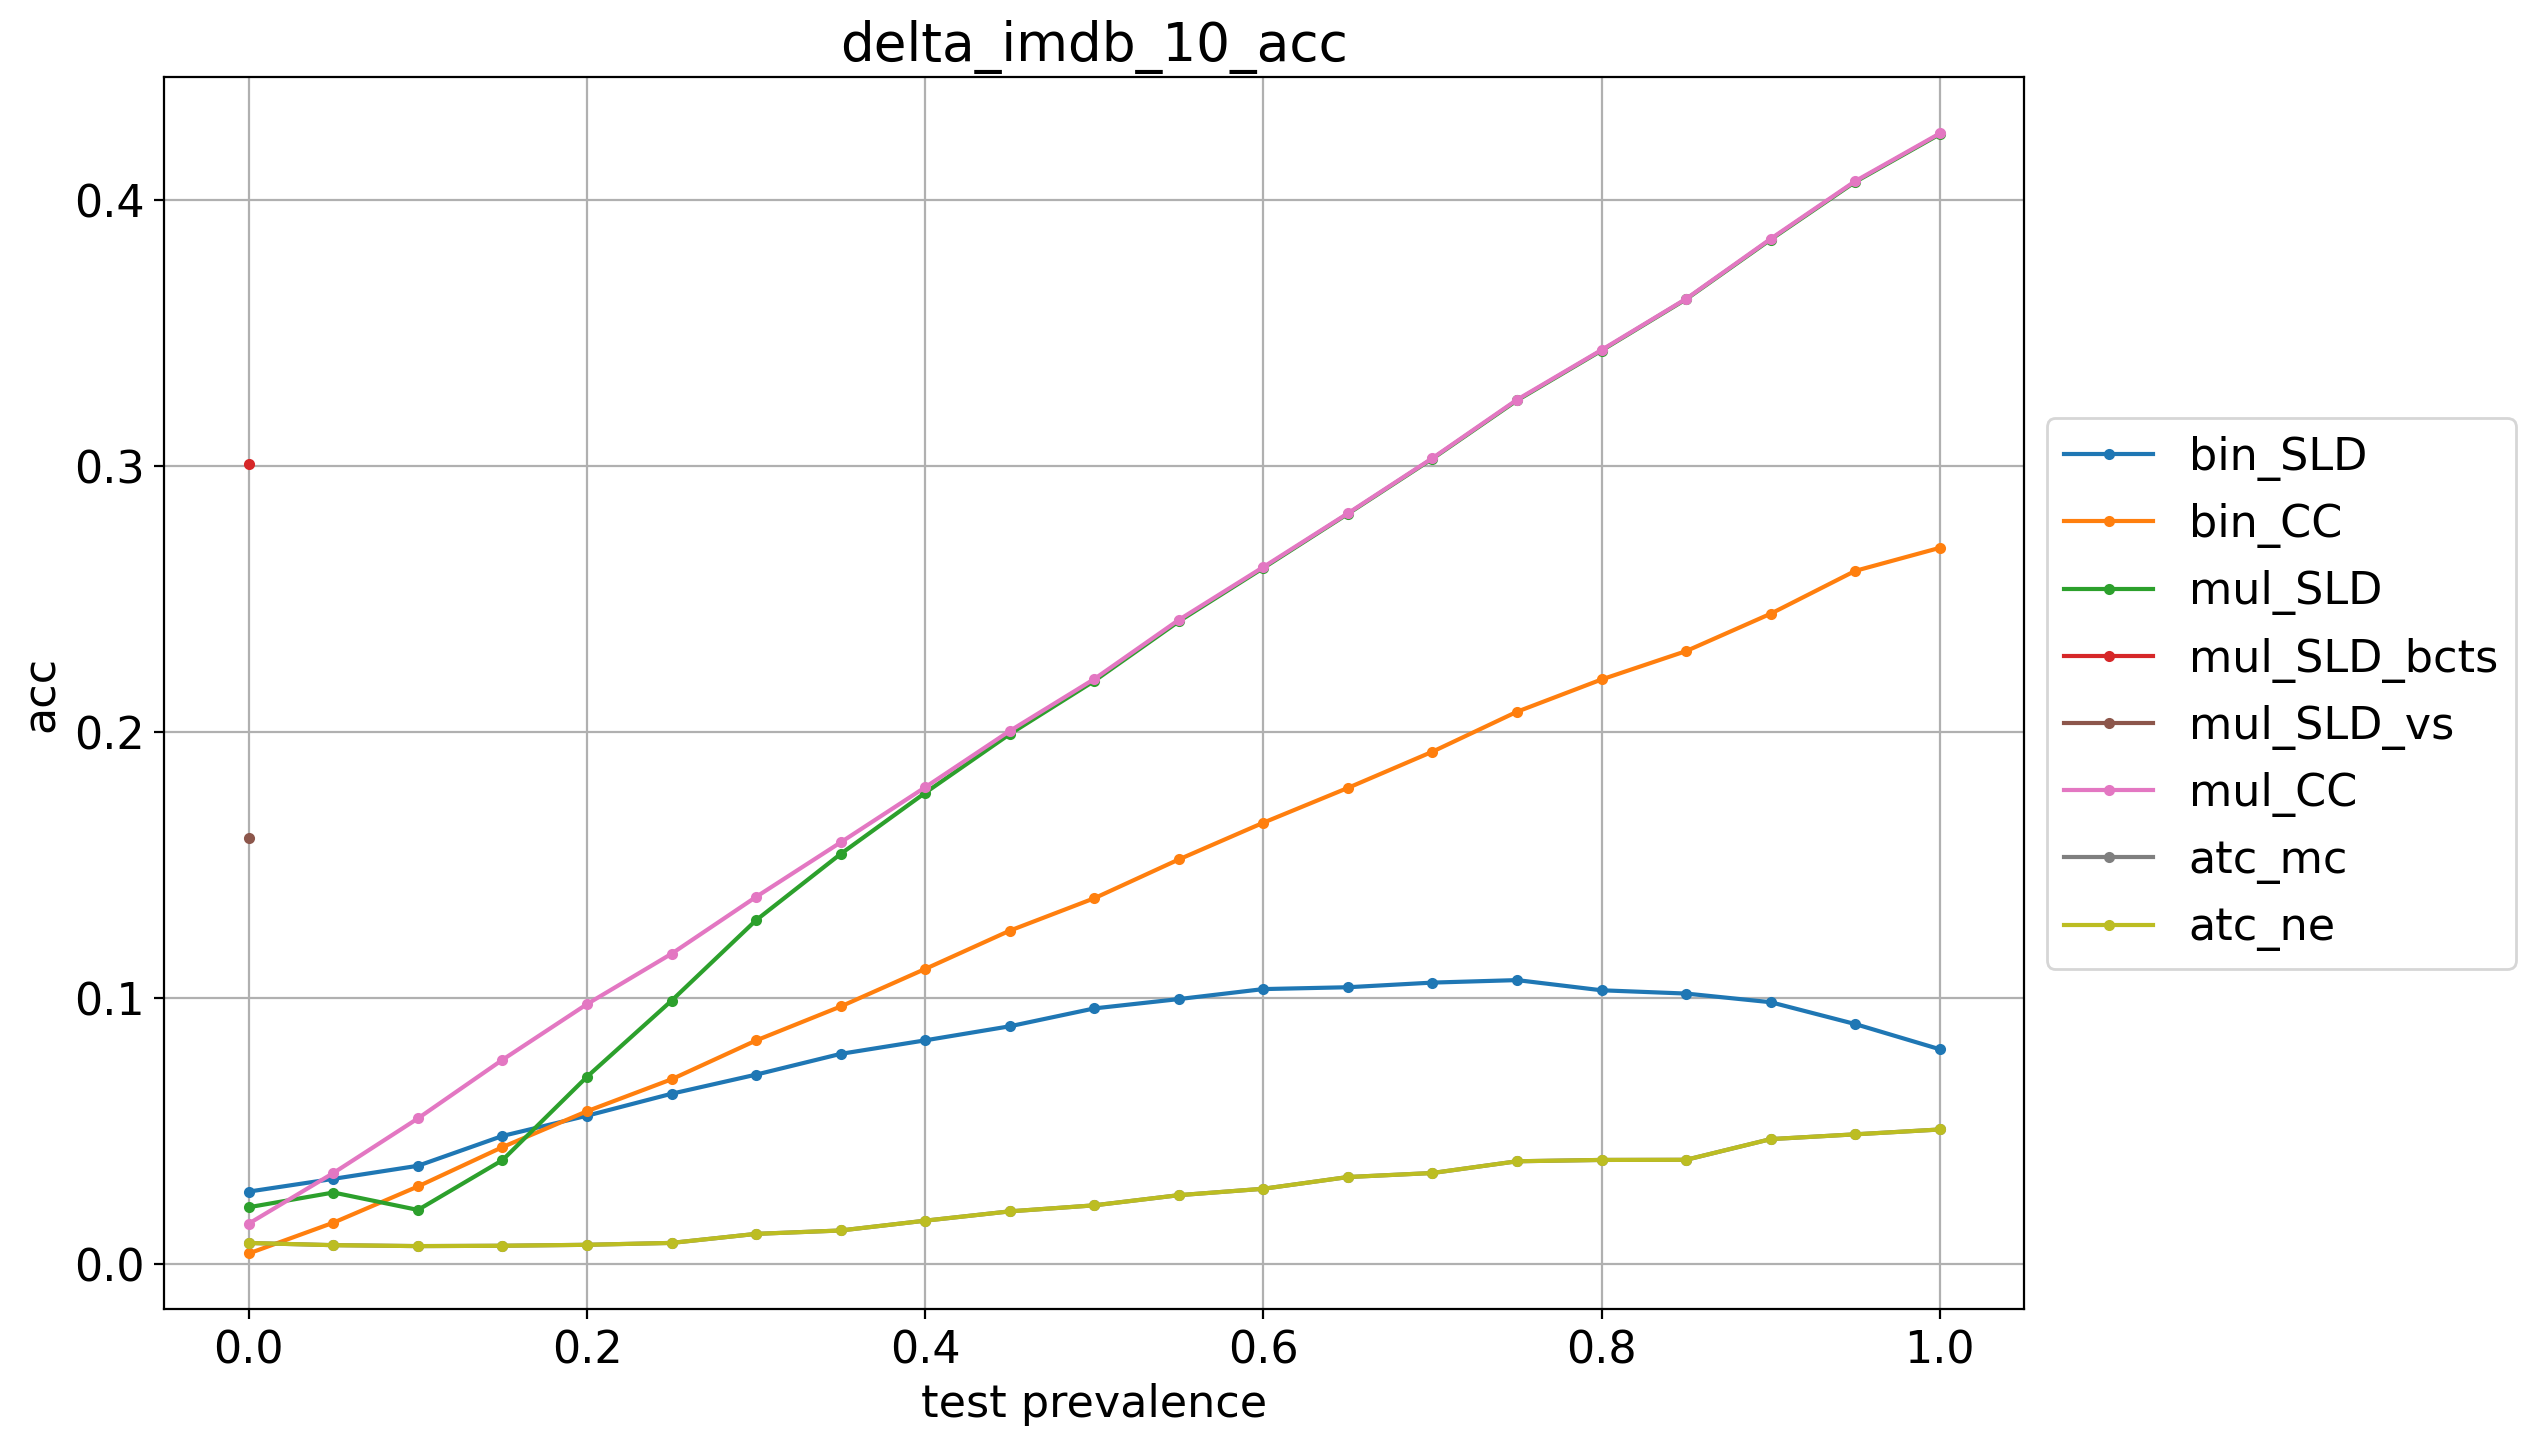 delta_imdb_10_acc
acc
0.4
0.3
0.2
0.1
0.0
0.0 0.2 0.4 0.6 0.8 1.0
test prevalence
bin_SLD
bin_CC
mul_SLD
mul_SLD_bcts
mul_SLD_vs
mul_CC
atc_mc
atc_ne